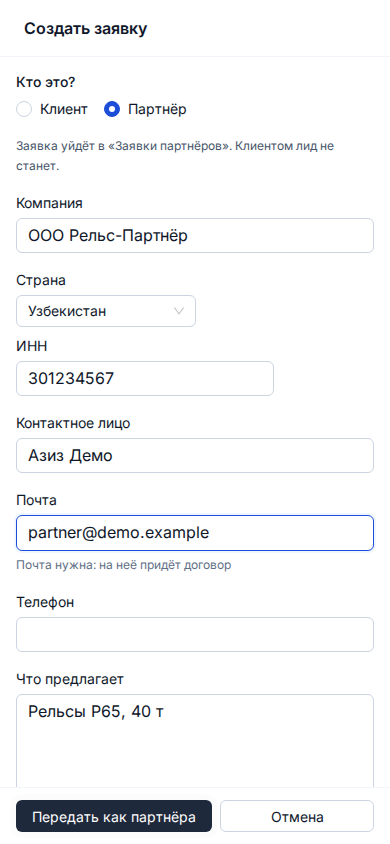 Создать заявку
Кто это?
Клиент Партнёр
Заявка уйдёт в «Заявки партнёров». Клиентом лид не
станет.
Компания
ООО Рельс-Партнёр
Страна
Узбекистан
ИНН
301234567
Контактное лицо
Азиз Демо
Почта
partner@demo.example
Почта нужна: на неё придёт договор
Телефон
Что предлагает
Рельсы Р65, 40 т
Передать как партнёра Отмена